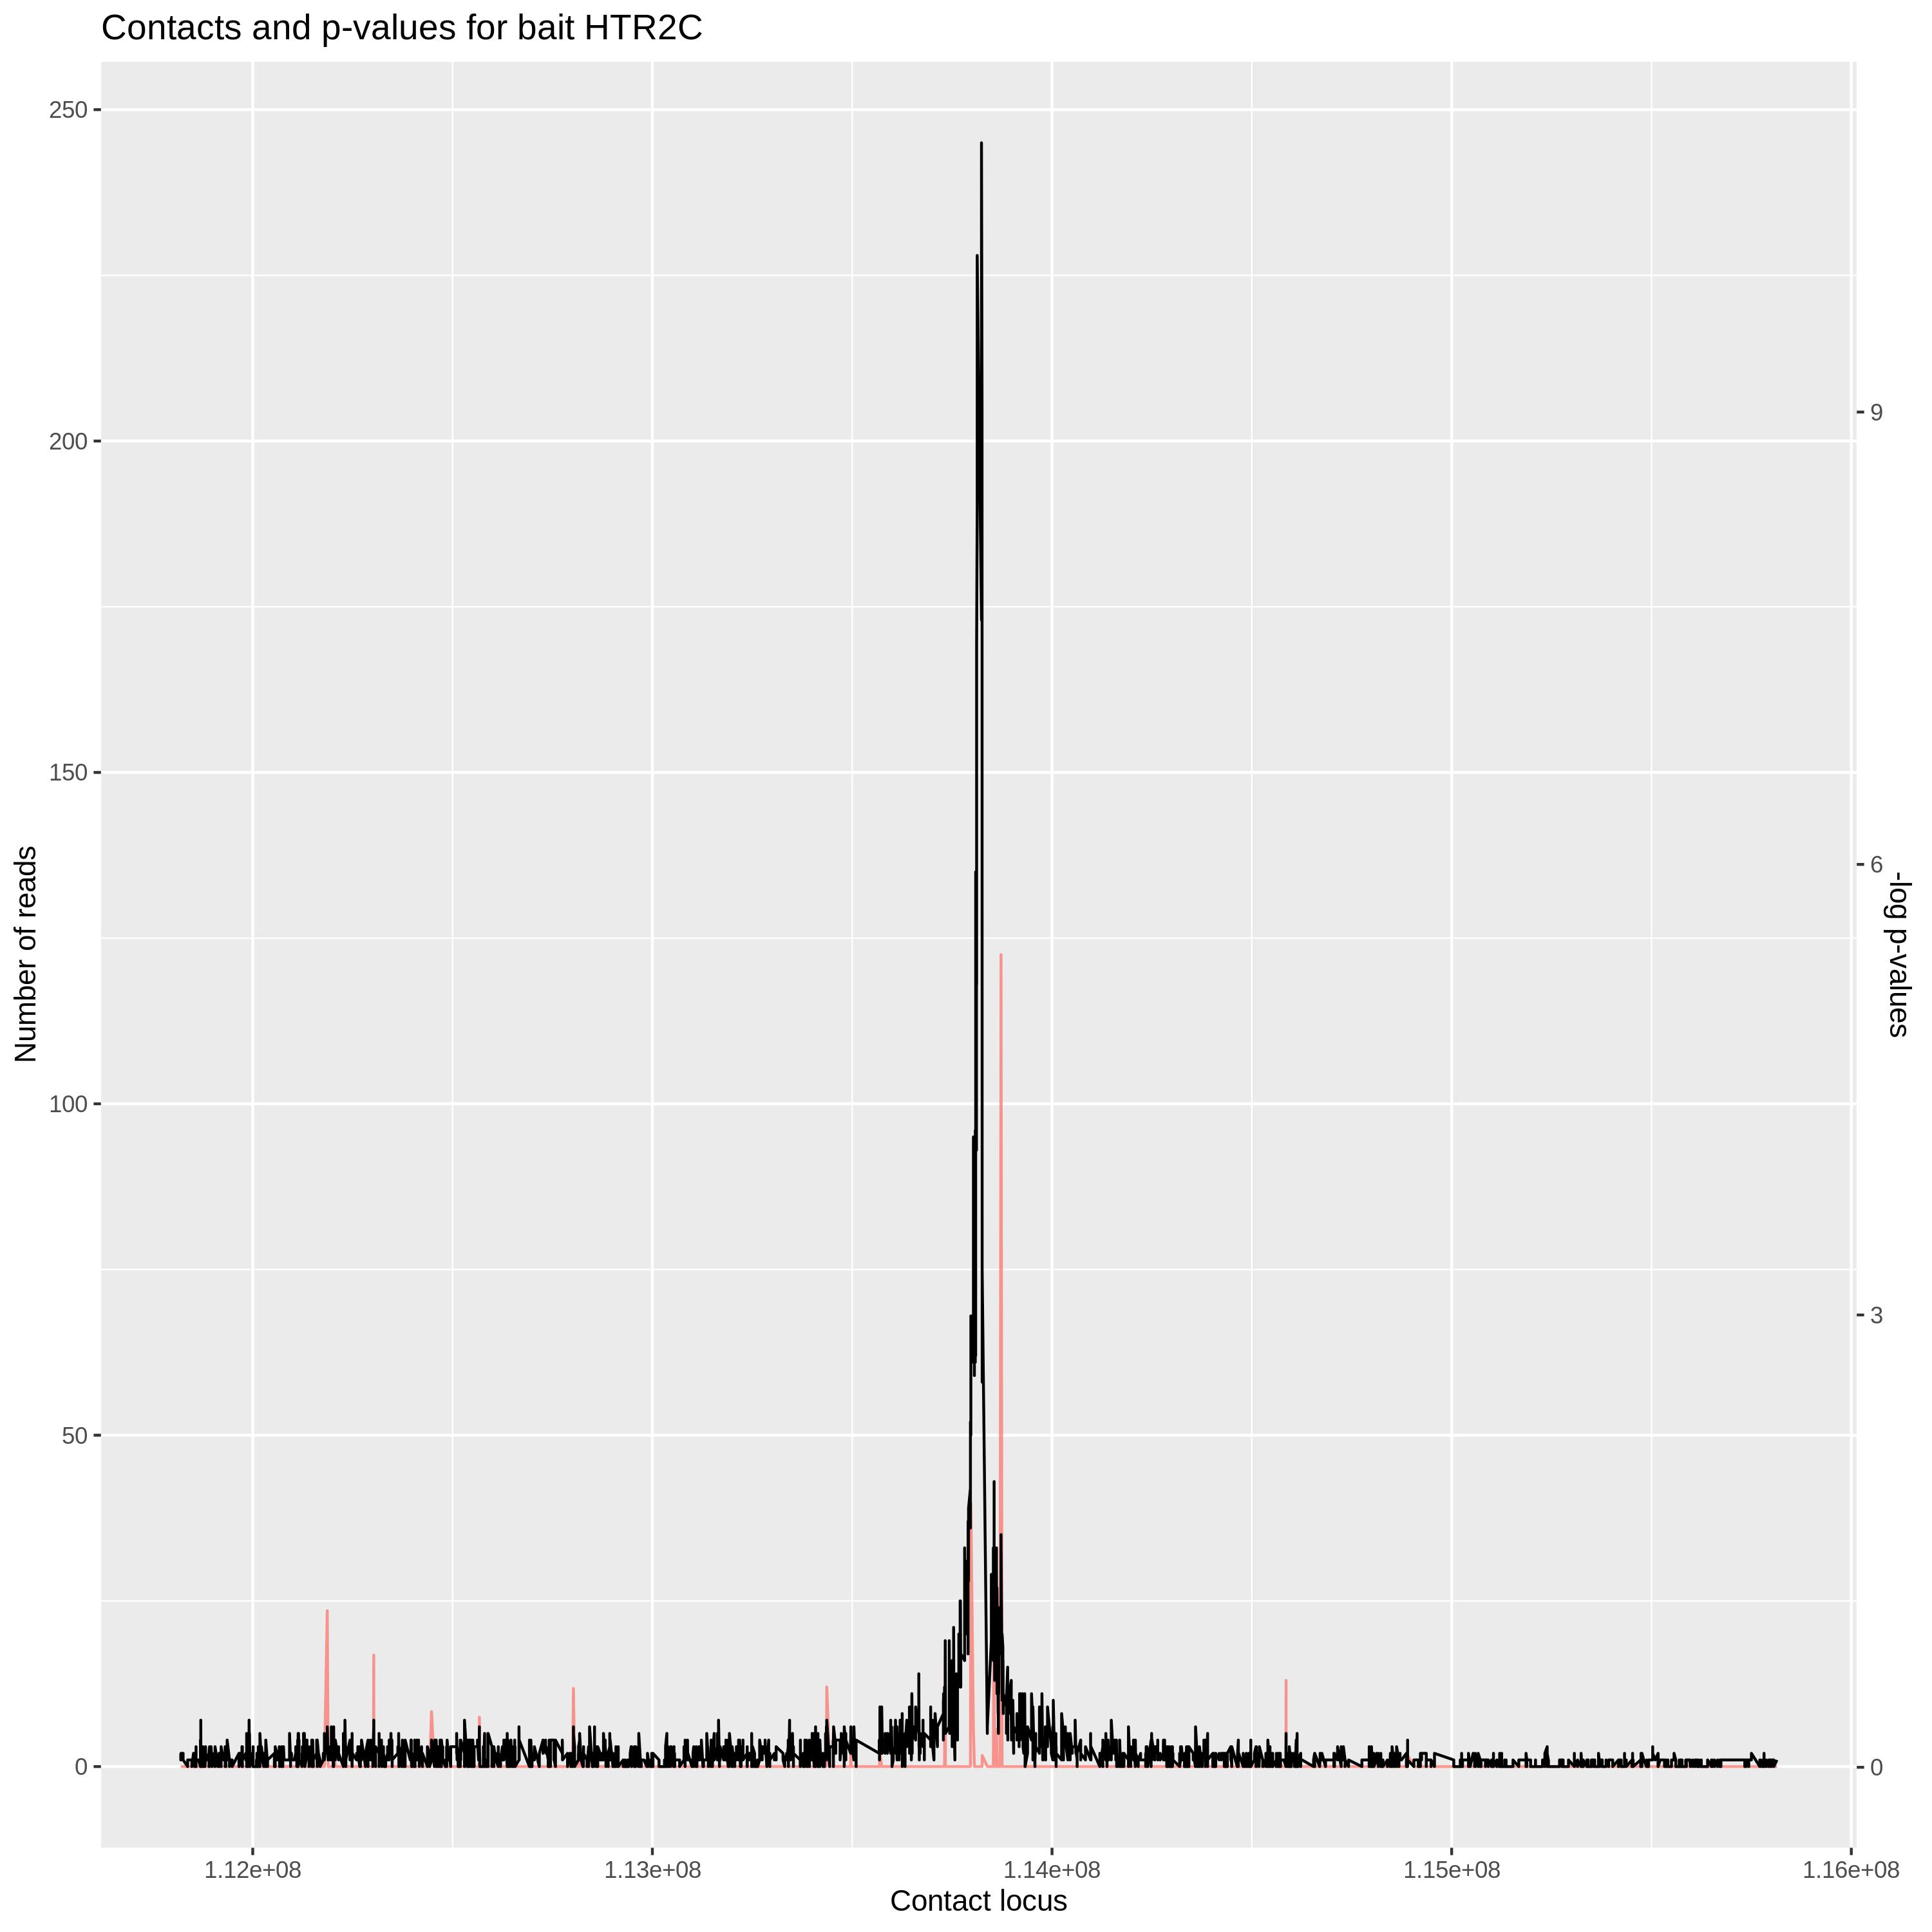 Contacts and p-values for bait HTR2C
250
200
150
100
50
0
Number of reads
9
6
3
0
-log p-values
1.12e+08
1.13e+08
1.14e+08
1.15e+08
1.16e+08
Contact locus